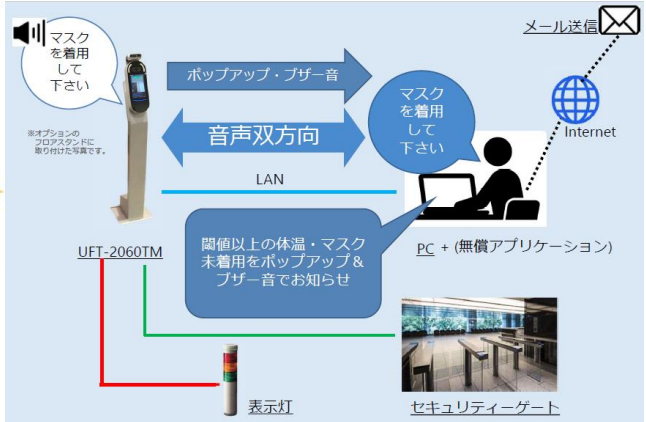 マスク
を着用
して
下さい
※オプションの
フロアスタンドに
取り付けた写真です。
ポップアップ・ブザー音
音声双方向
LAN
マスク
を着用
して
下さい
メール送信
Internet
UFT-2060TM
閾値以上の体温・マスク
未着用をポップアップ&
ブザー音でお知らせ
PC + (無償アプリケーション)
表示灯
セキュリティーゲート